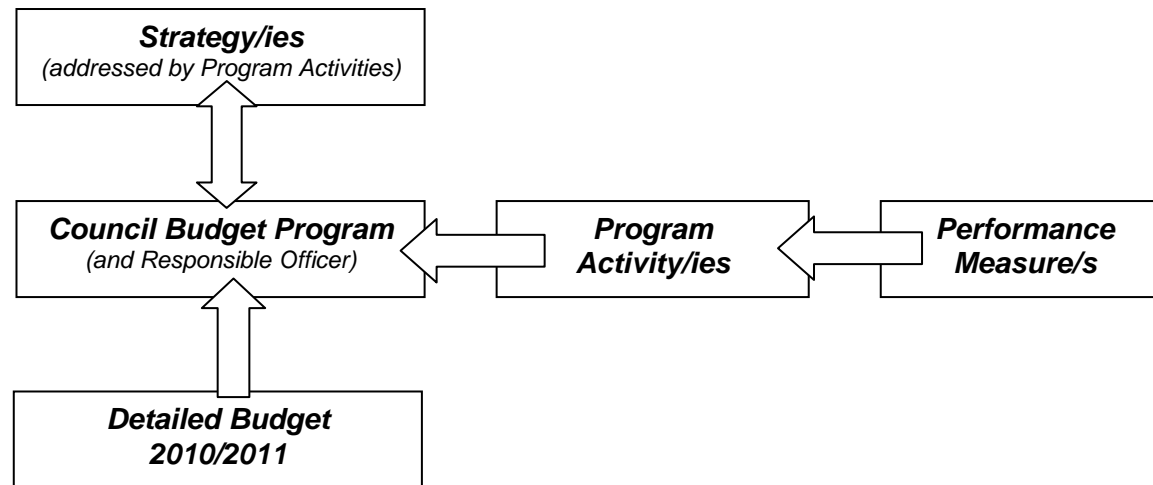 Strategy/ies
(addressed by Program Activities)
Council Budget Program
(and Responsible Officer)
Program
Activity/ies
Performance
Measure/s
Detailed Budget
2010/2011